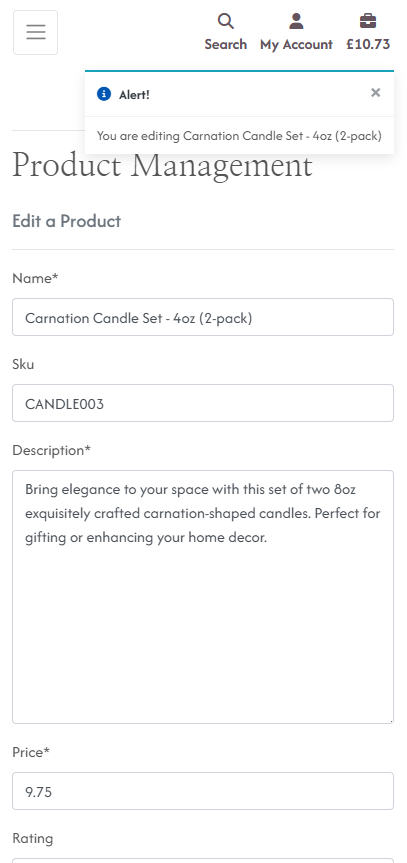 Search My Account £10.73
Alert! ×
You are editing Carnation Candle Set - 4oz (2-pack)
Product Management
Edit a Product
Name*
Carnation Candle Set - 4oz (2-pack)
Sku
CANDLE003
Description*
Bring elegance to your space with this set of two 8oz
exquisitely crafted carnation-shaped candles. Perfect for
gifting or enhancing your home decor.
Price*
9.75
Rating